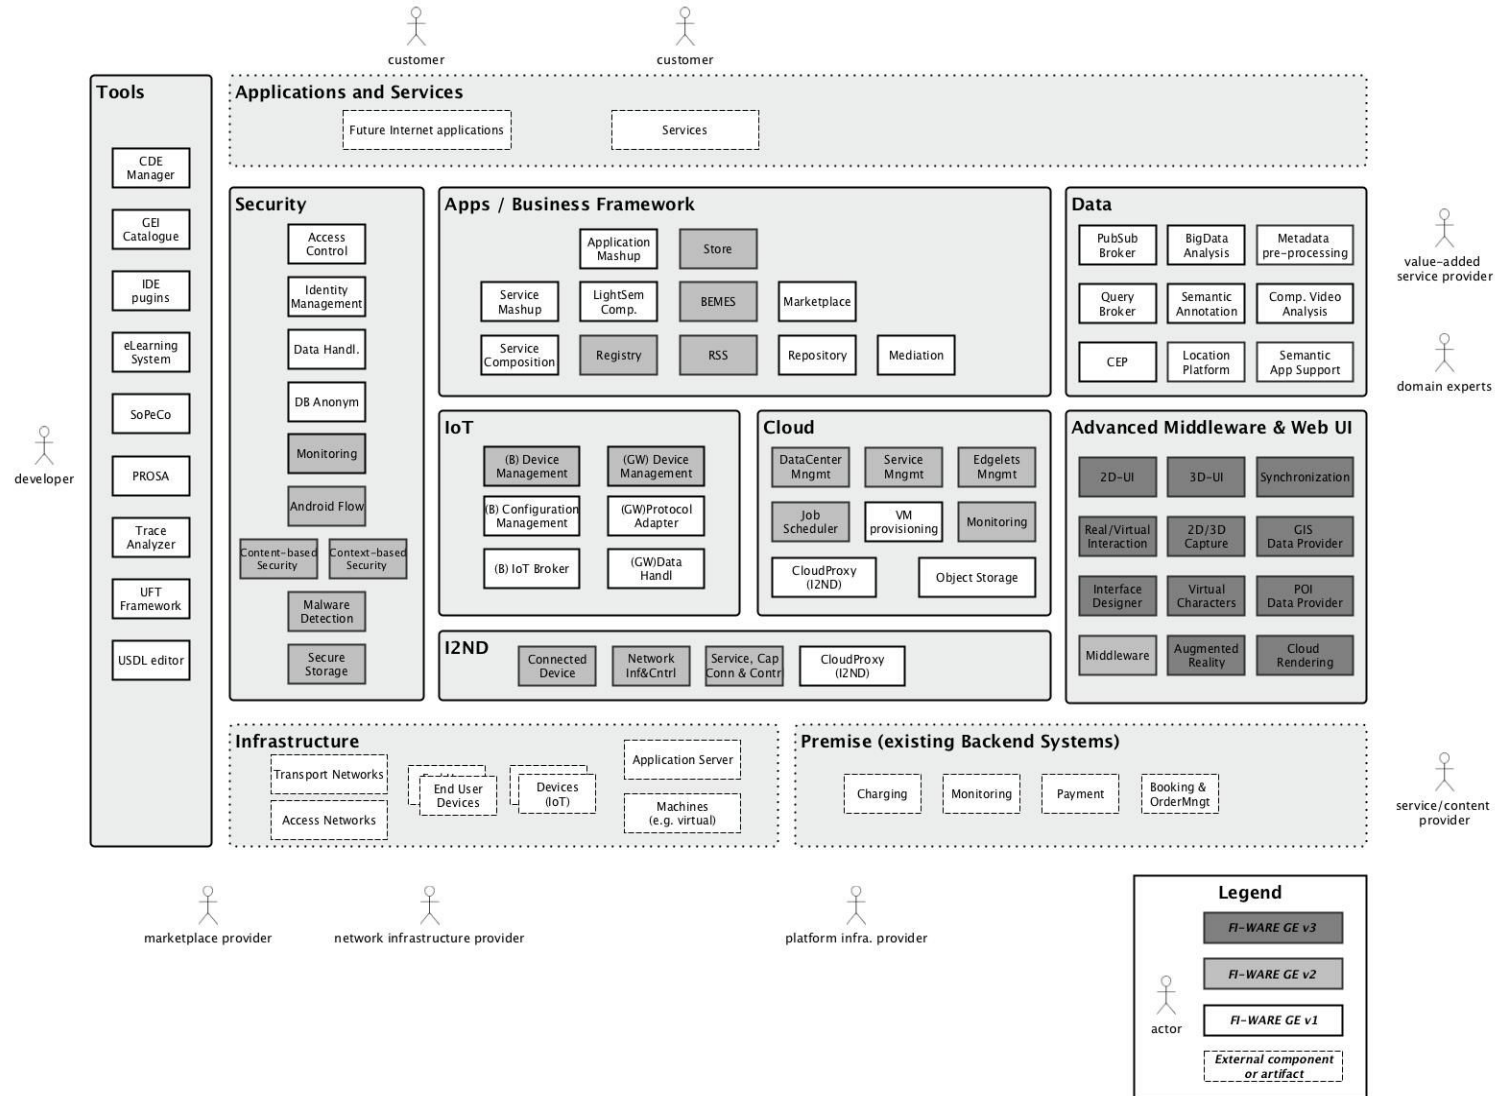 customer
customer
Tools
CDE
Manager
GEI
Catalogue
IDE
pugins
eLearning
System
SoPeCo
PROSA
Trace
Analyzer
UFT
Framework
USDL editor
developer
Applications and Services
Future Internet applications
Services
Security
Access
Control
Identity
Management
Data Handl.
DB Anonym
Monitoring
Android Flow
Content-based
Security
Context-based
Security
Malware
Detection
Secure
Storage
Apps / Business Framework
Application
Mashup
Store
Service
Mashup
LightSem
Comp.
BEMES
Marketplace
Service
Composition
Registry
RSS
Repository
Mediation
Data
PubSub
Broker
BigData
Analysis
Metadata
pre-processing
Query
Broker
Semantic
Annotation
Comp. Video
Analysis
CEP
Location
Platform
Semantic
App Support
value-added
service provider
domain experts
IoT
(B) Device
Management
(GW) Device
Management
(B) Configuration
Management
(GW)Protocol
Adapter
(B) IoT Broker
(GW)Data
Handl
Cloud
DataCenter
Mngmt
Service
Mngmt
Edgelets
Mngmt
Job
Scheduler
VM
provisioning
Monitoring
CloudProxy
(I2ND)
Object Storage
Advanced Middleware & Web UI
2D-UI
3D-UI
Synchronization
Real/Virtual
Interaction
2D/3D
Capture
GIS
Data Provider
Interface
Designer
Virtual
Characters
POI
Data Provider
Middleware
Augmented
Reality
Cloud
Rendering
I2ND
Connected
Device
Network
Inf&Cntrl
Service, Cap
Conn & Contr
CloudProxy
(I2ND)
Infrastructure
Transport Networks
Access Networks
End User
Devices
Devices
(IoT)
Application Server
Machines
(e.g. virtual)
Premise (existing Backend Systems)
Charging
Monitoring
Payment
Booking &
OrderMngt
service/content
provider
marketplace provider
network infrastructure provider
platform infra. provider
Legend
FI-WARE GE v3
FI-WARE GE v2
FI-WARE GE v1
External component
or artifact
actor